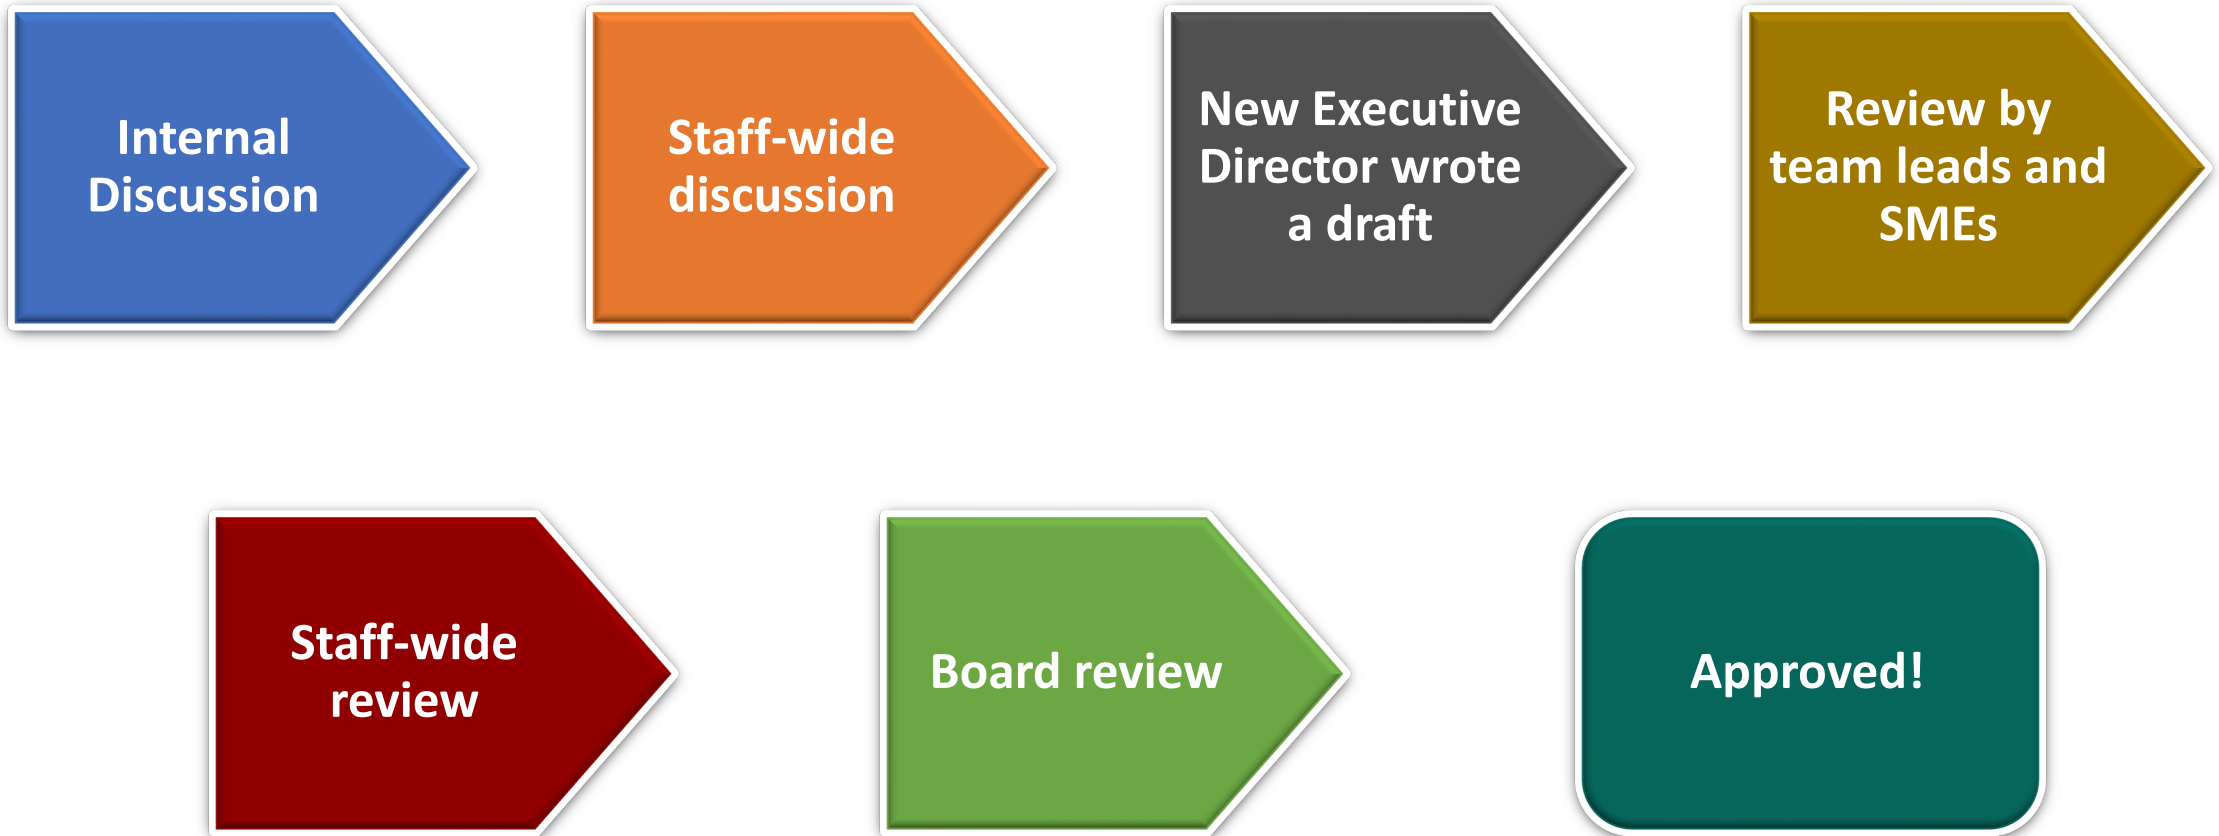 Internal
Discussion
Staff-wide
discussion
New Executive
Director wrote
a draft
Review by
team leads and
SMEs
Staff-wide
review
Board review
Approved!